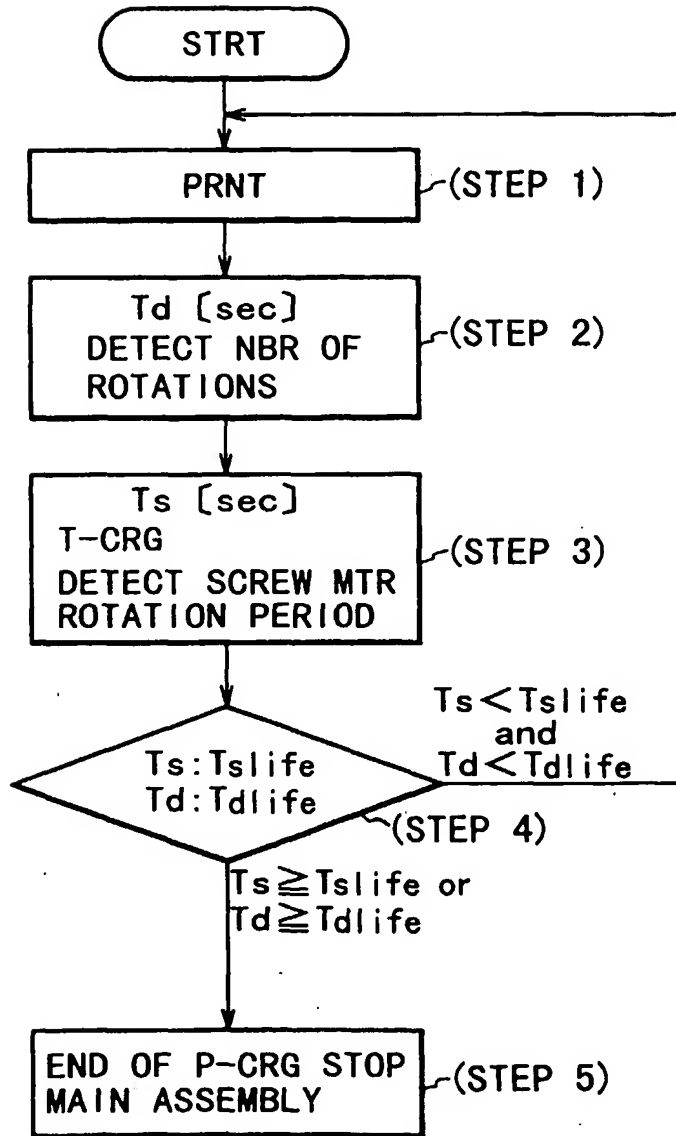 STRT
PRNT
(STEP 1)
Td [sec]
DETECT NBR OF
ROTATIONS
(STEP 2)
Ts [sec]
T-CRG
DETECT SCREW MTR
ROTATION PERIOD
(STEP 3)
Ts<Tslife
and
Td<Tdlife
Ts:Tslife
Td:Tdlife
(STEP 4)
Ts≧Tslife or
Td≧Tdlife
END OF P-CRG STOP
MAIN ASSEMBLY
(STEP 5)